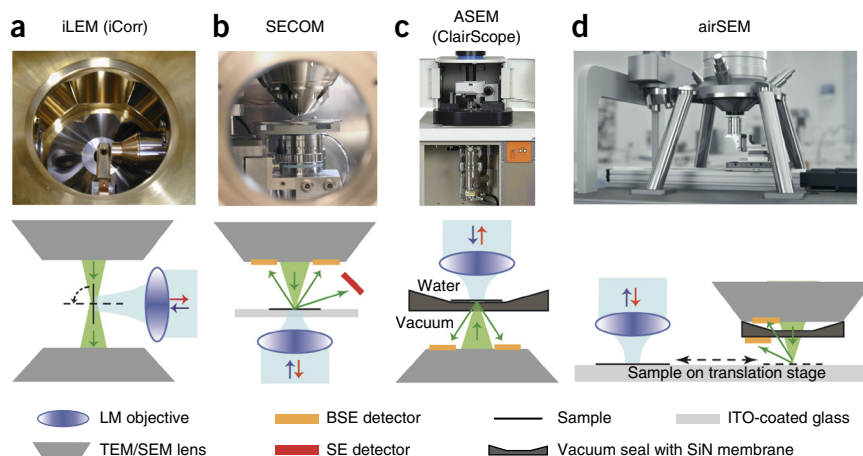 a
iLEM (iCorr)
b
SECOM
c
ASEM
(ClairScope)
d
airSEM
Water
Vacuum
Sample on translation stage
LM objective
BSE detector
Sample
ITO-coated glass
TEM/SEM lens
SE detector
Vacuum seal with SiN membrane